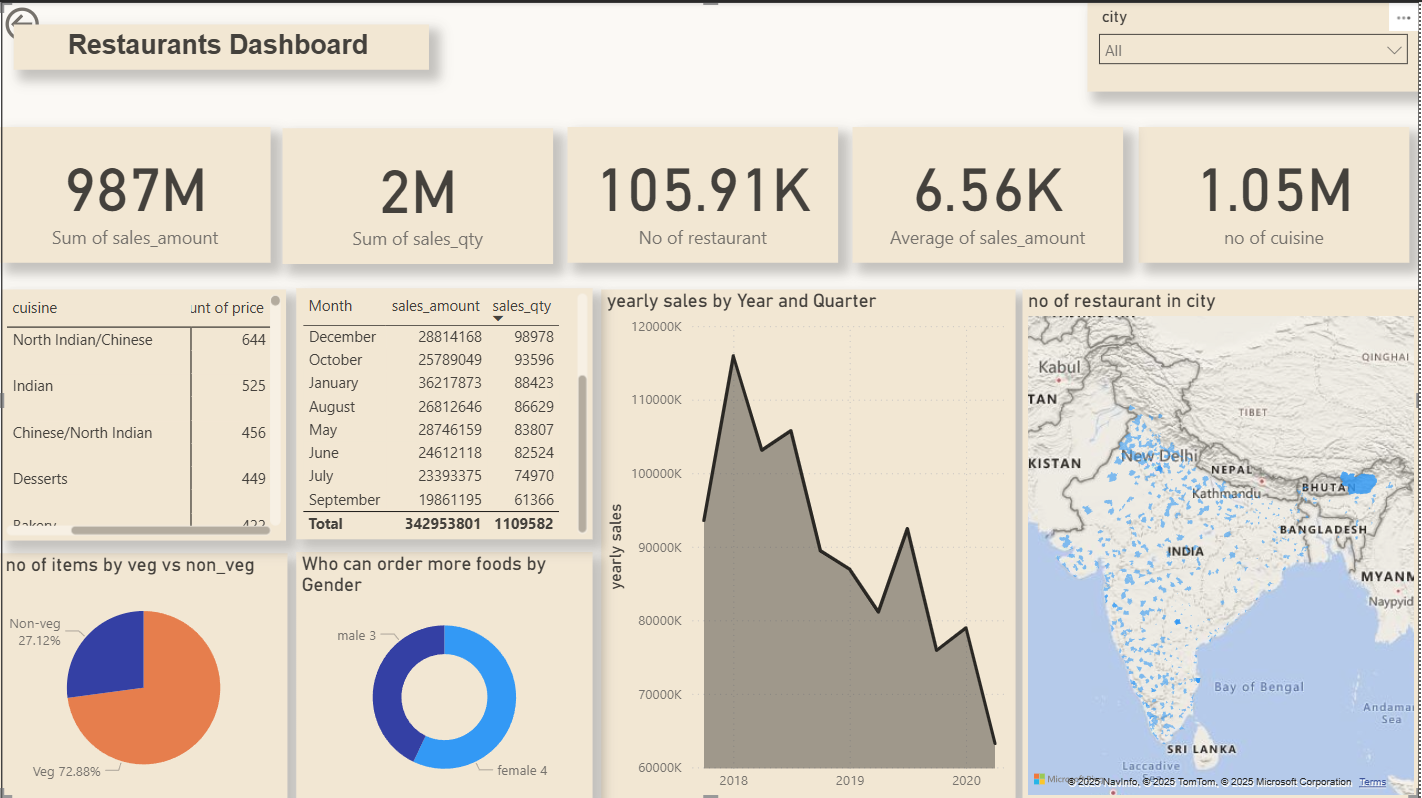 Restaurants Dashboard
city
All
987M
Sum of sales_amount
2M
Sum of sales_qty
105.91K
No of restaurant
6.56K
Average of sales_amount
1.05M
no of cuisine
cuisine unt of price
North Indian/Chinese 644
Indian 525
Chinese/North Indian 456
Desserts 449
Bakery 422
Month sales_amount sales_qty
December 28814168 98978
October 25789049 93596
January 36217873 88423
August 26812646 86629
May 28746159 83807
June 24612118 82524
July 23393375 74970
September 19861195 61366
Total 342953801 1109582
yearly sales by Year and Quarter
120000K
110000K
100000K
90000K
80000K
70000K
60000K
yearly sales
2018 2019 2020
no of restaurant in city
Kabul
QINGHAI
TAN
TIBET
New Delhi
KISTAN
NEPAL
Kathmandu
BHUTAN
BANGLADESH
INDIA
MYANM
Naypyid
Bay of Bengal
Andaman
Sea
SRI LANKA
Laccadive
© 2025 NavInfo, © 2025 TomTom, © 2025 Microsoft Corporation Terms
no of items by veg vs non_veg
Non-veg
27.12%
Veg 72.88%
Who can order more foods by
Gender
male 3
female 4